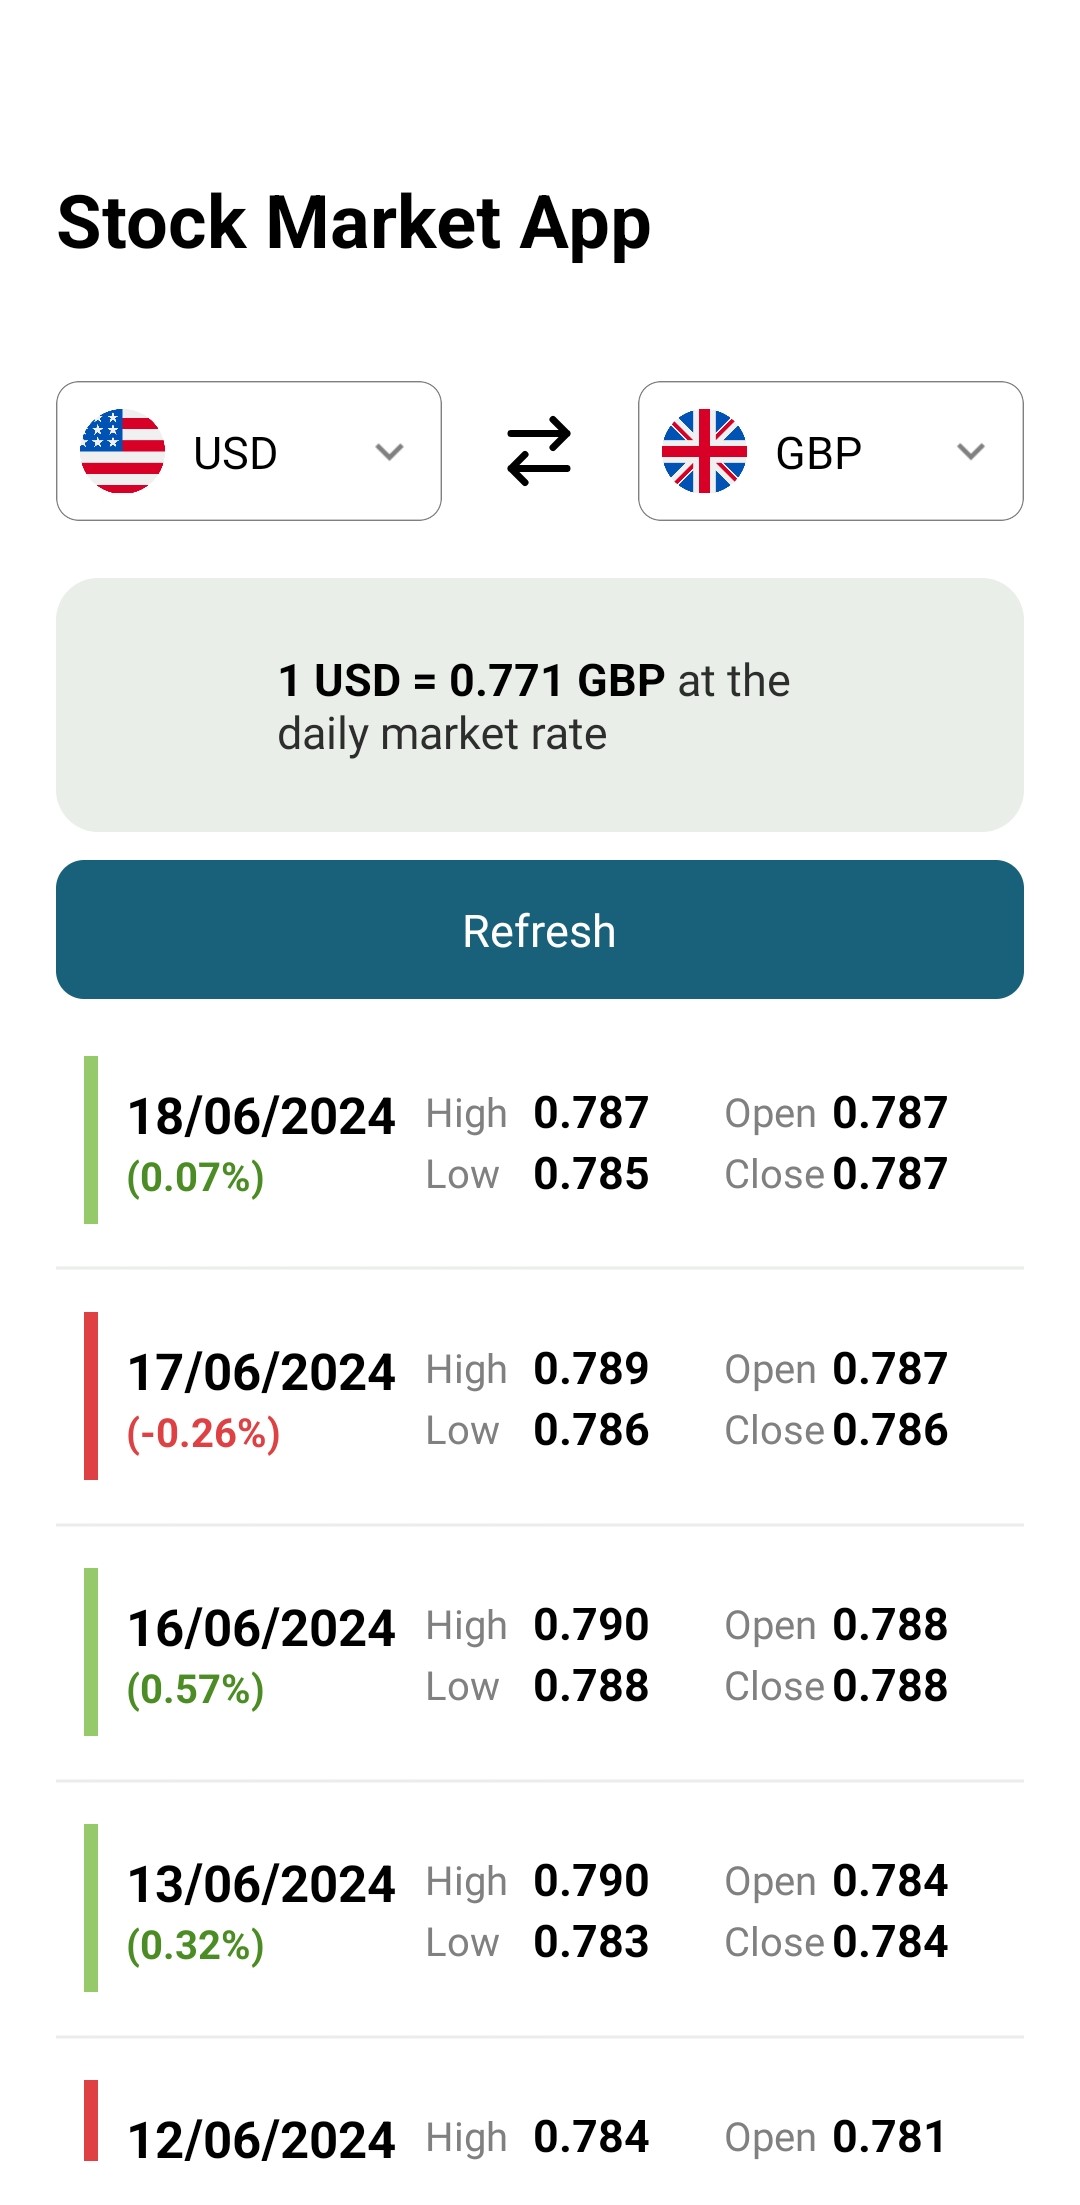 Stock Market App
USD
GBP
1 USD = 0.771 GBP at the
daily market rate
Refresh
18/06/2024 High 0.787 Open 0.787
(0.07%) Low 0.785 Close 0.787
17/06/2024 High 0.789 Open 0.787
(-0.26%) Low 0.786 Close 0.786
16/06/2024 High 0.790 Open 0.788
(0.57%) Low 0.788 Close 0.788
13/06/2024 High 0.790 Open 0.784
(0.32%) Low 0.783 Close 0.784
12/06/2024 High 0.784 Open 0.781